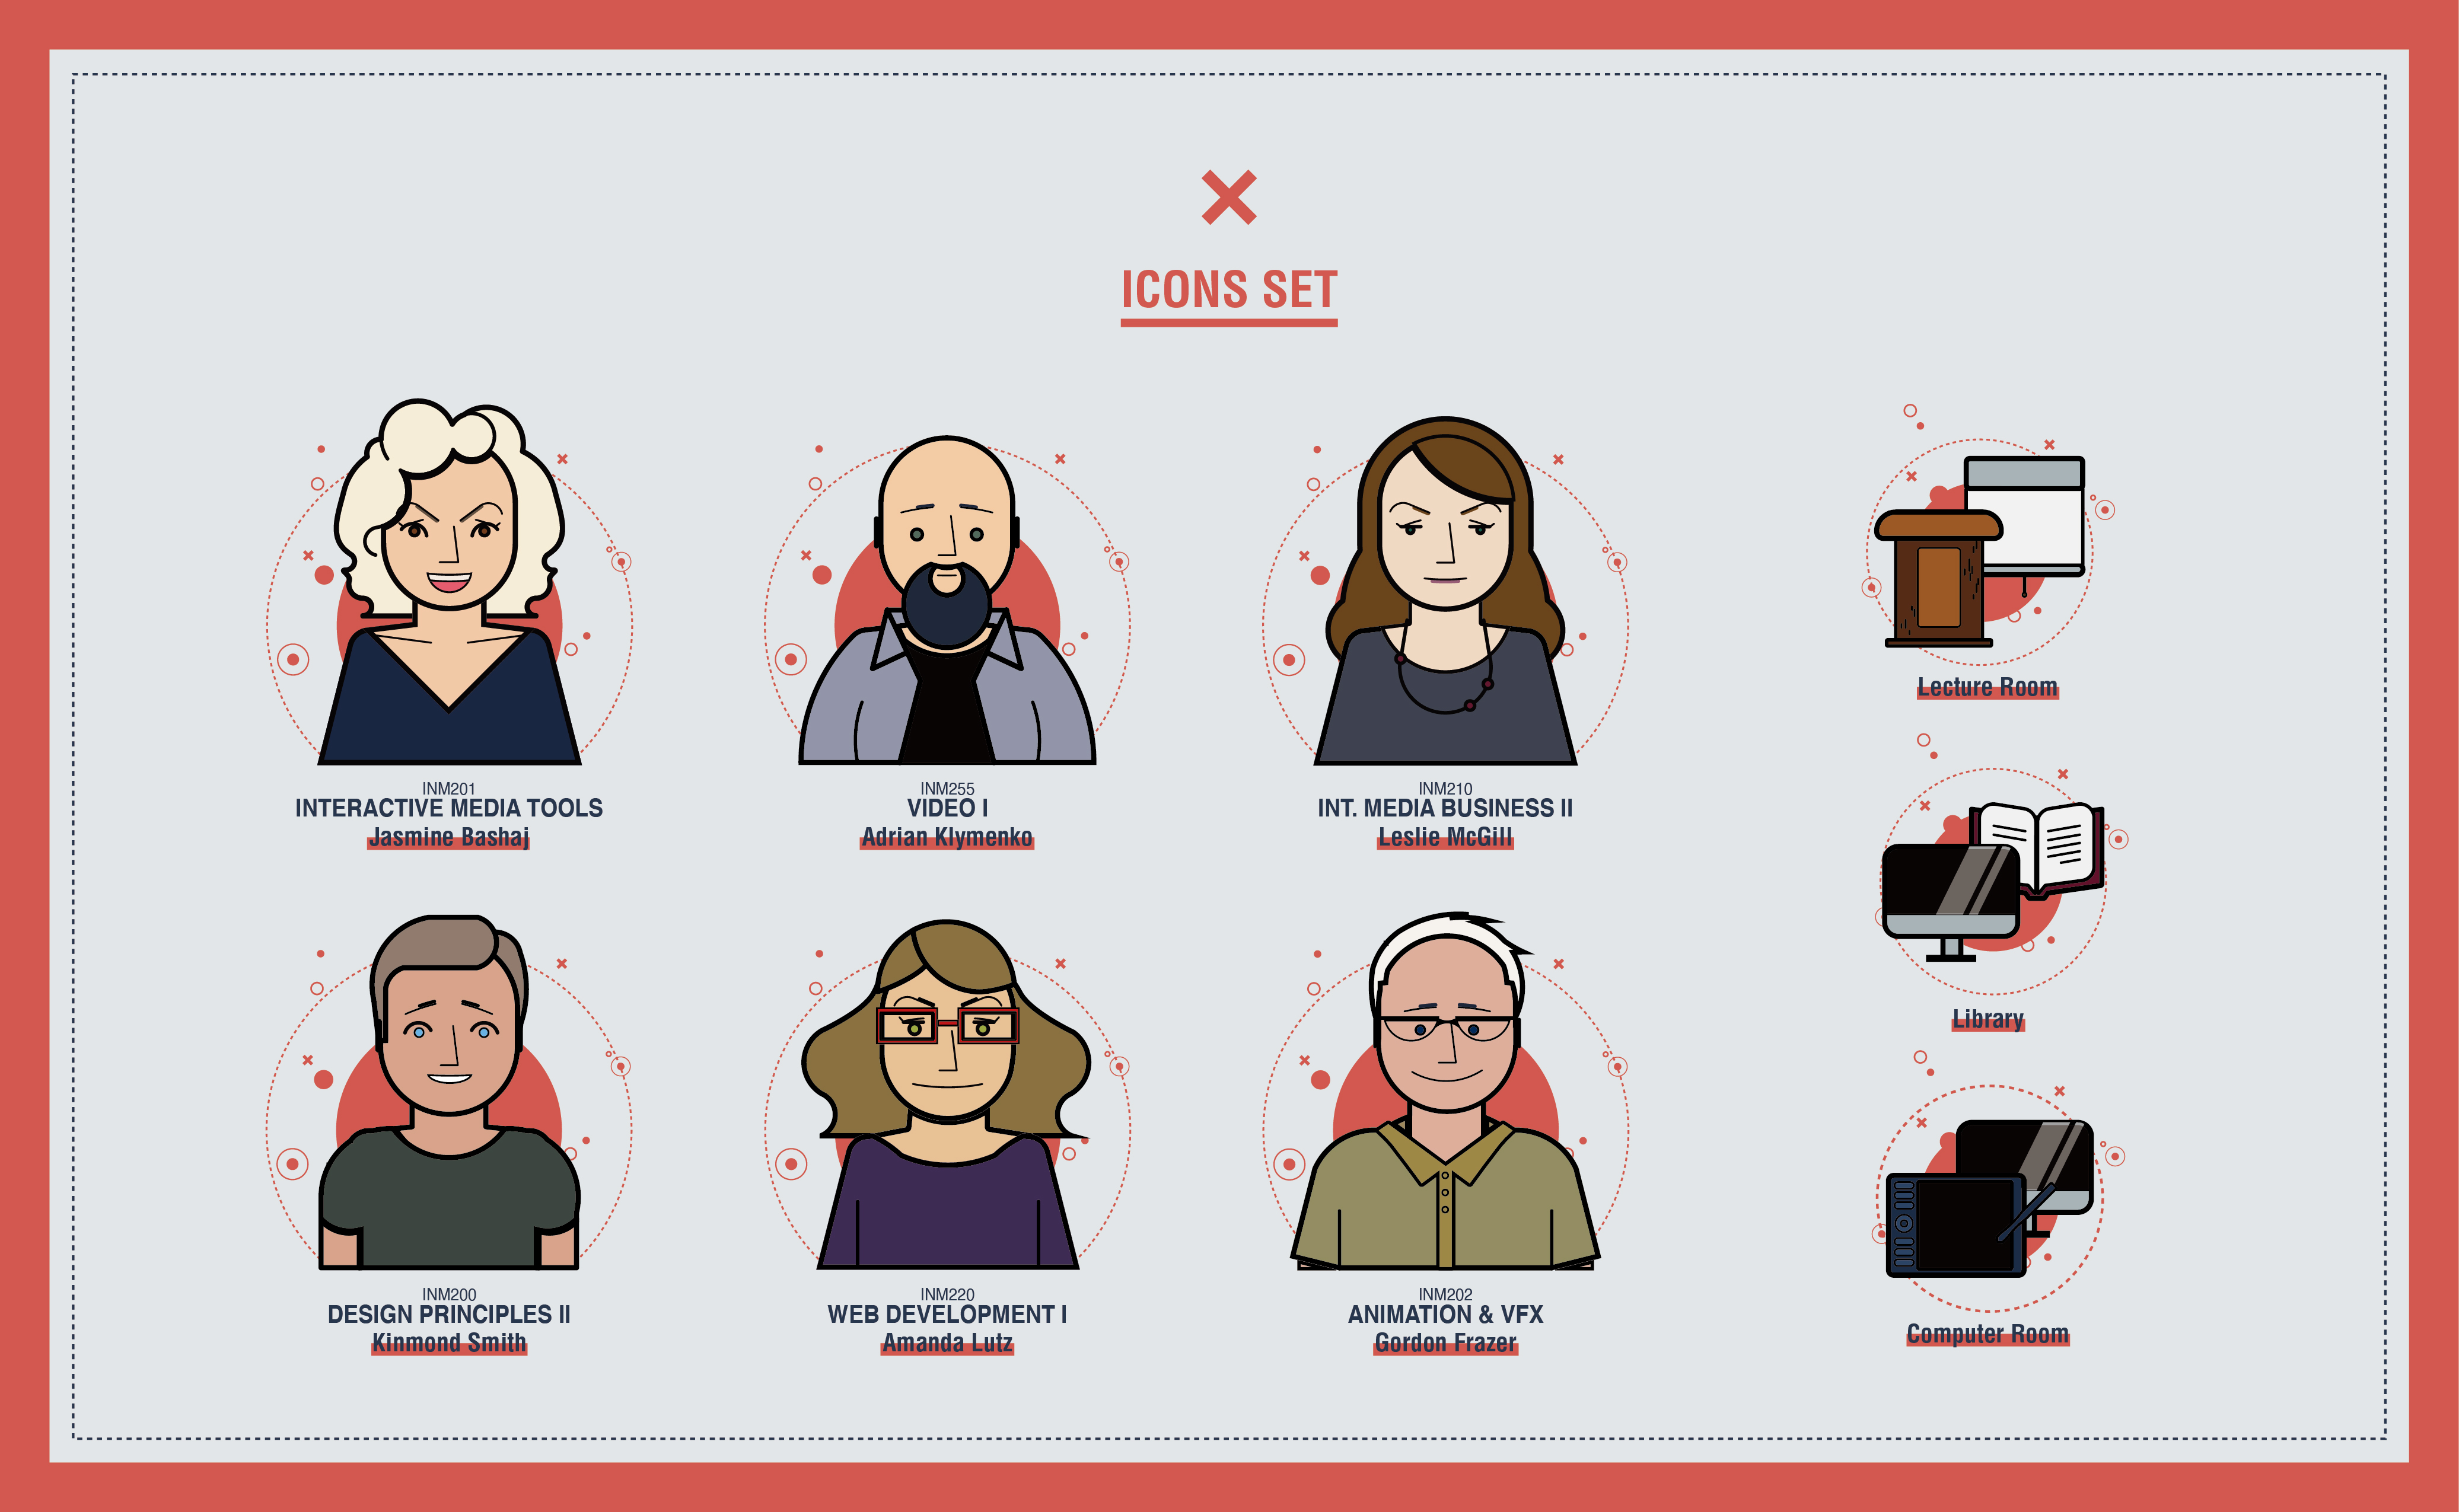 ICONS SET
INM201
INTERACTIVE MEDIA TOOLS
Jasmine Bashaj
INM255
VIDEO I
Adrian Klymenko
INM210
INT. MEDIA BUSINESS II
Leslie McGill
Lecture Room
Library
INM200
DESIGN PRINCIPLES II
Kinmond Smith
INM220
WEB DEVELOPMENT I
Amanda Lutz
INM202
ANIMATION & VFX
Gordon Frazer
Computer Room